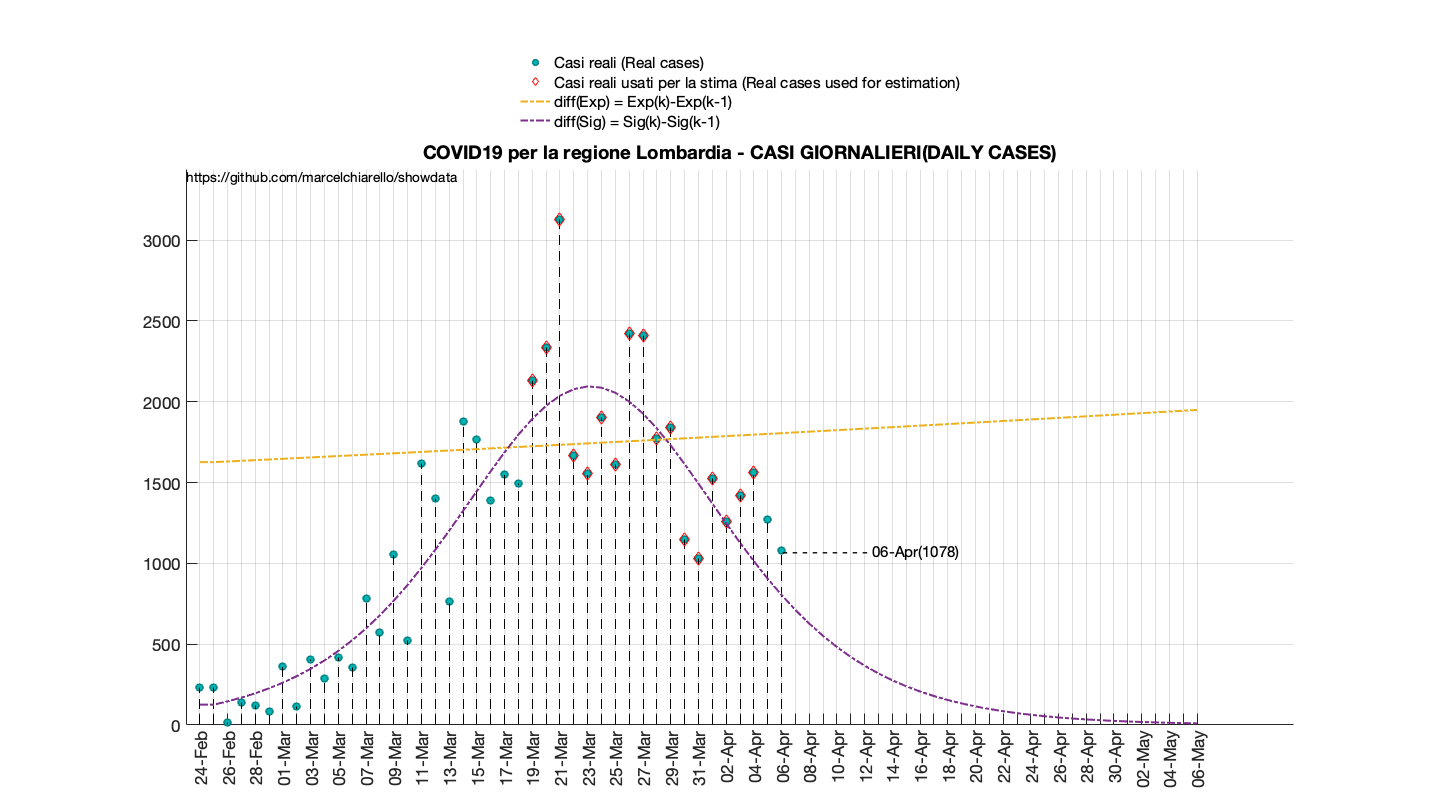 Casi reali (Real cases)
Casi reali usati per la stima (Real cases used for estimation)
diff(Exp) = Exp(k)-Exp(k-1)
diff(Sig) = Sig(k)-Sig(k-1)
COVID19 per la regione Lombardia - CASI GIORNALIERI(DAILY CASES)
https://github.com/marcelchiarello/showdata
3000
2500
2000
1500
1000
500
0
06-Apr(1078)
24-Feb
26-Feb
28-Feb
01-Mar
03-Mar
05-Mar
07-Mar
09-Mar
11-Mar
13-Mar
15-Mar
17-Mar
19-Mar
21-Mar
23-Mar
25-Mar
27-Mar
29-Mar
31-Mar
02-Apr
04-Apr
06-Apr
08-Apr
10-Apr
12-Apr
14-Apr
16-Apr
18-Apr
20-Apr
22-Apr
24-Apr
26-Apr
28-Apr
30-Apr
02-May
04-May
06-May